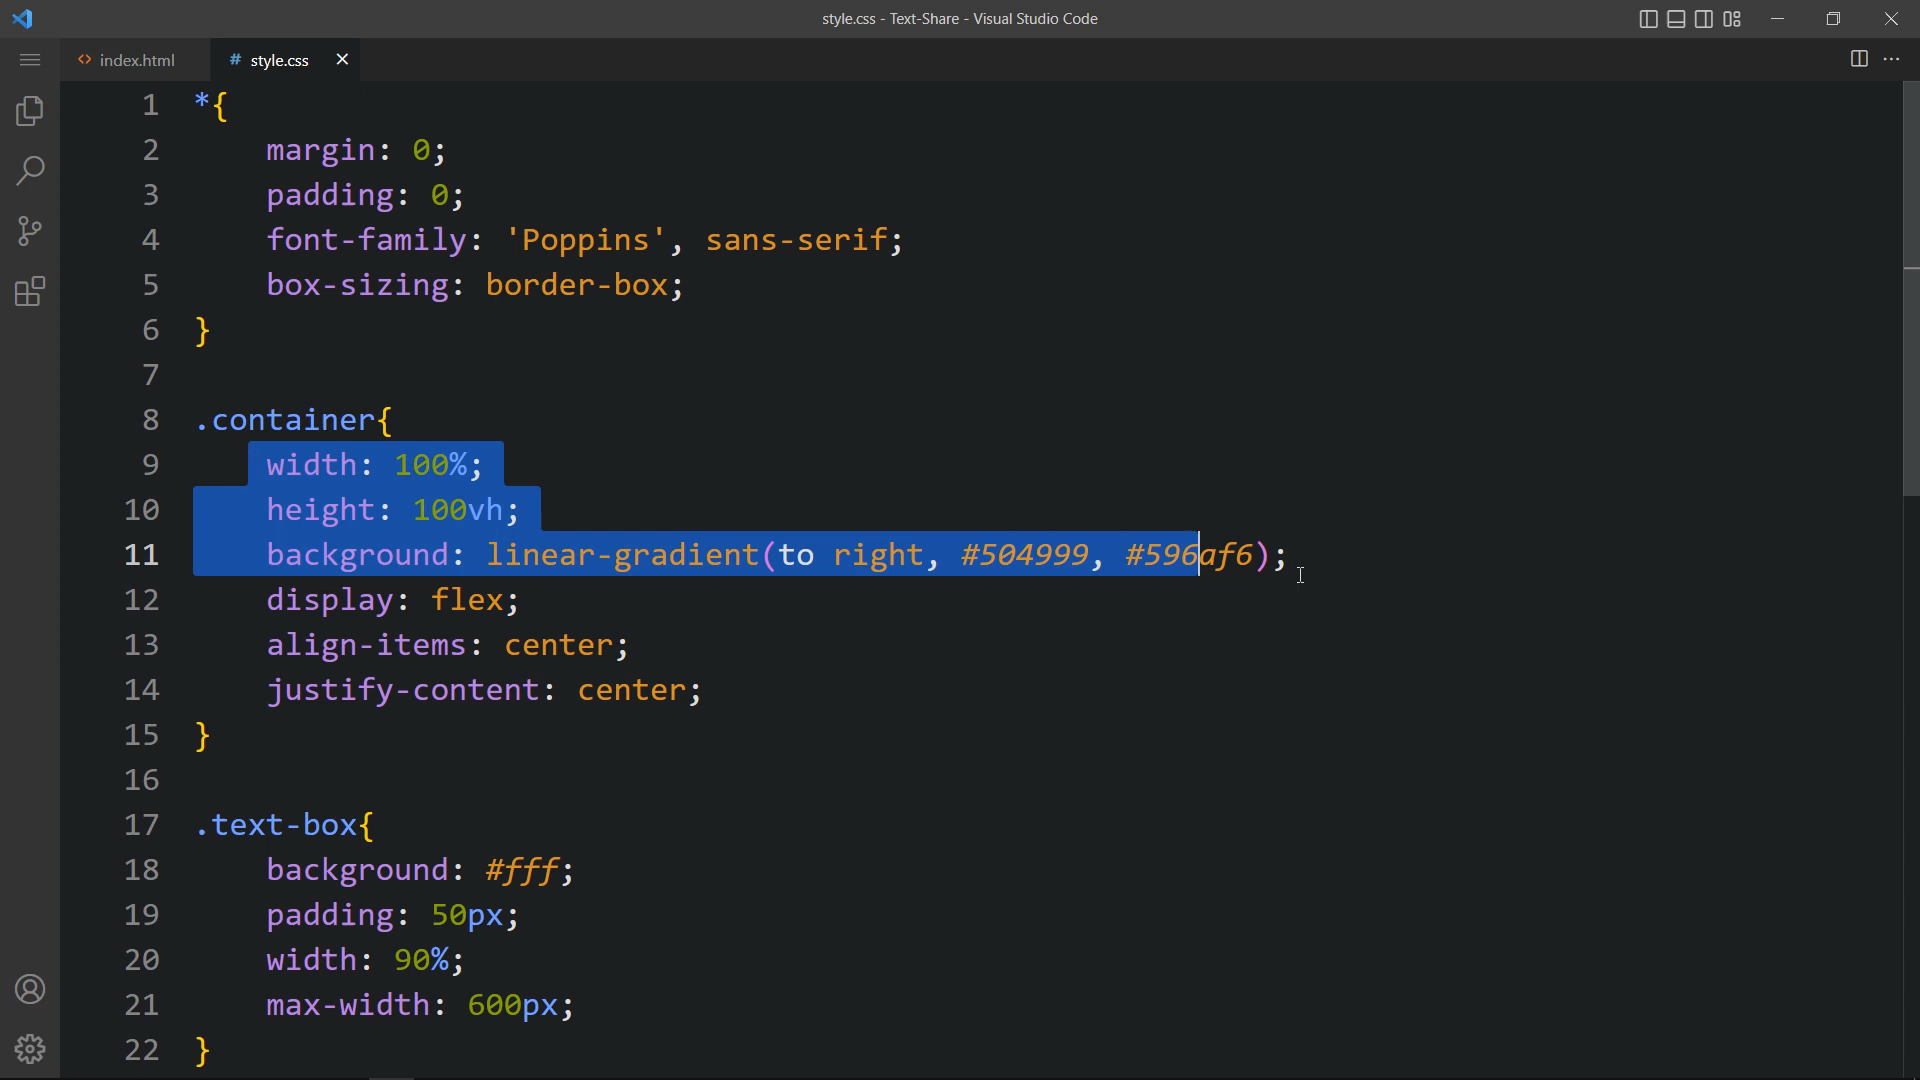 style.css - Text-Share - Visual Studio Code
index.html
# style.css
1 *{
2     margin: 0;
3     padding: 0;
4     font-family: 'Poppins', sans-serif;
5     box-sizing: border-box;
6 }
7
8 .container{
9     width: 100%;
10     height: 100vh;
11     background: linear-gradient(to right, #504999, #596af6);
12     display: flex;
13     align-items: center;
14     justify-content: center;
15 }
16
17 .text-box{
18     background: #fff;
19     padding: 50px;
20     width: 90%;
21     max-width: 600px;
22 }